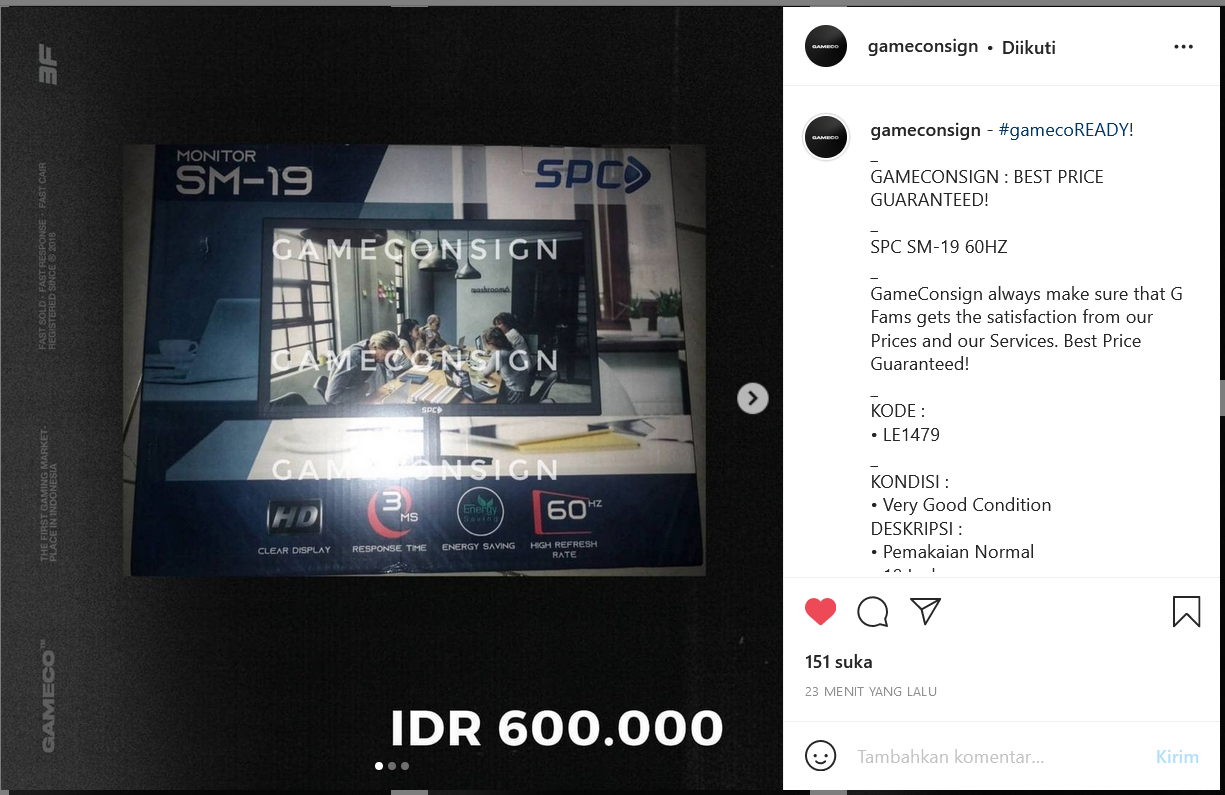 3F
FAST SOLD - FAST RESPONSE - FAST CAIR
REGISTERED SINCE @ 2018
THE FIRST GAMING MARKET-
PLACE IN INDONESIA
GAMECO™
MONITOR
SM-19
SPC
GAMECONSIGN
GAMECONSIGN
SPC
GAMECONSIGN
HD
CLEAR DISPLAY
3 MS
RESPONSE TIME
Energy
Saving
ENERGY SAVING
60 HZ
HIGH REFRESH
RATE
IDR 600.000
GAMECO
gameconsign • Diikuti
GAMECO
gameconsign - #gamecoREADY!
_
GAMECONSIGN : BEST PRICE
GUARANTEED!
_
SPC SM-19 60HZ
_
GameConsign always make sure that G
Fams gets the satisfaction from our
Prices and our Services. Best Price
Guaranteed!
_
KODE :
• LE1479
_
KONDISI :
• Very Good Condition
DESKRIPSI :
• Pemakaian Normal
151 suka
23 MENIT YANG LALU
Tambahkan komentar...
Kirim